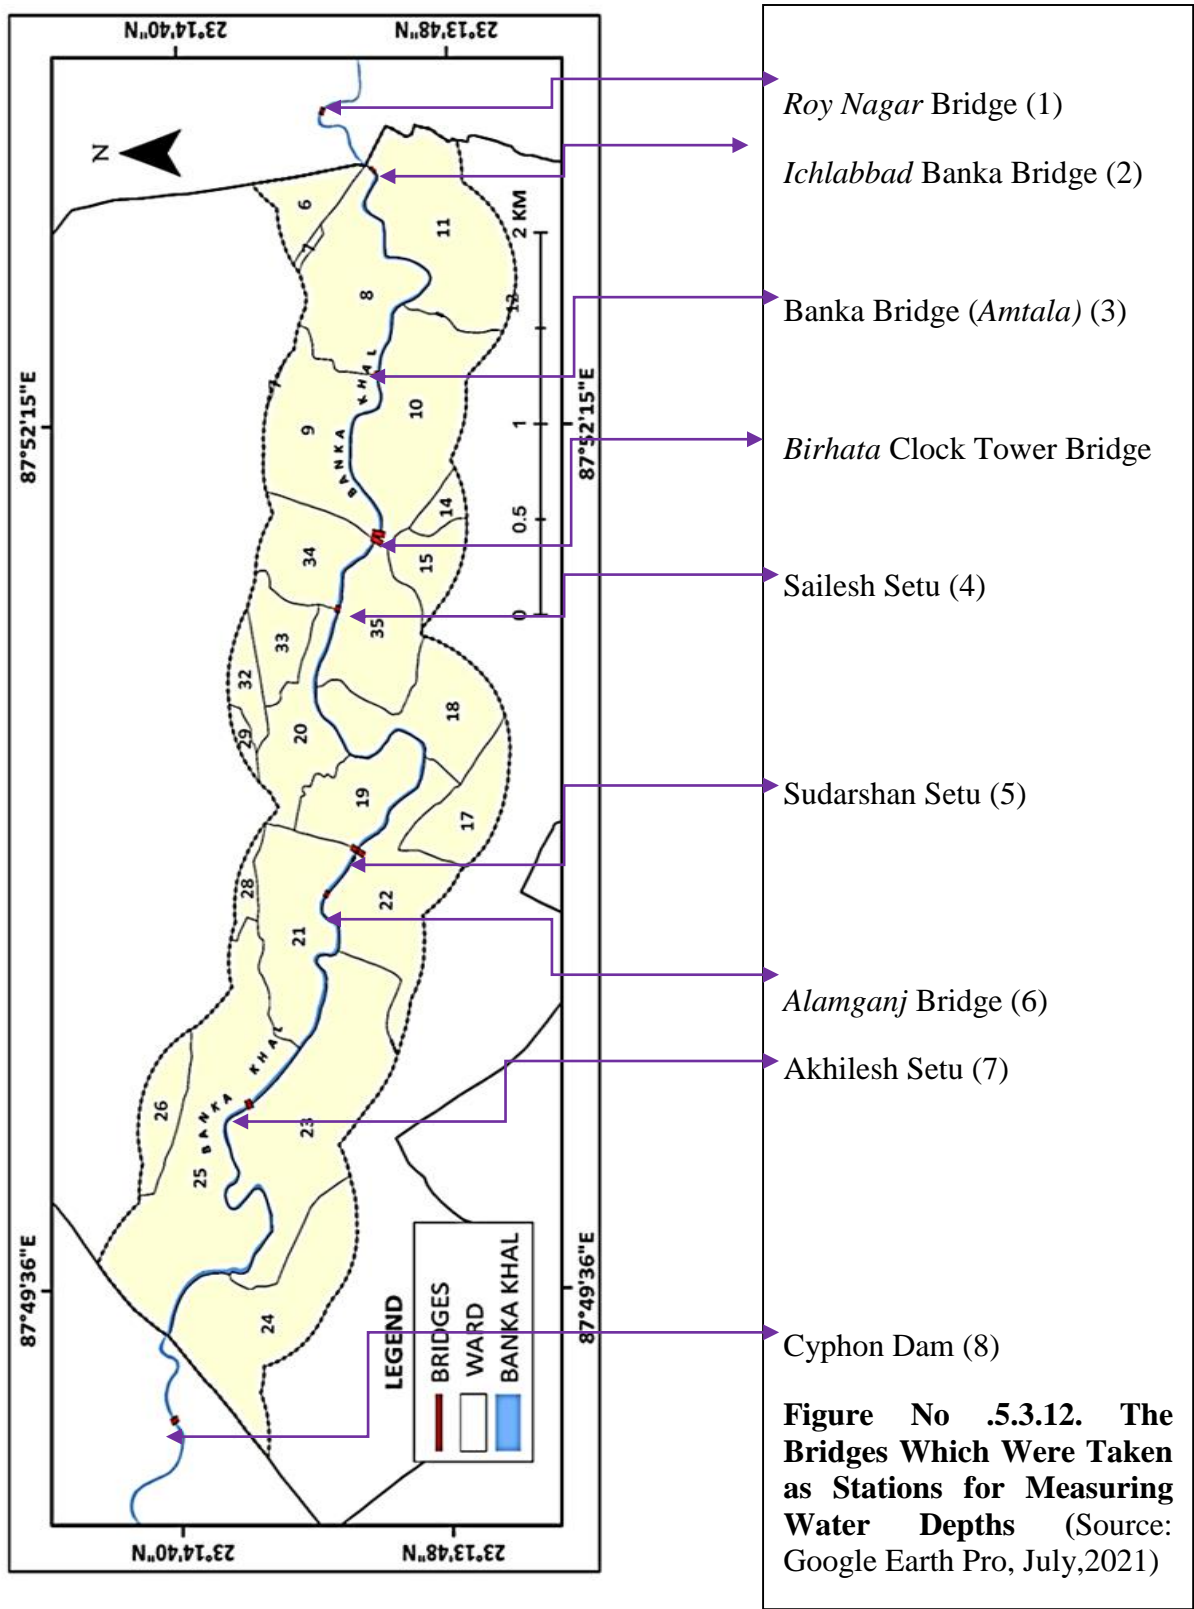 23°14'40"N
23°13'48"N
N
6
7
11
2 KM
8
12
BANKA KHAL
87°52'15"E
87°52'15"E
7
9
10
1
14
0.5
34
15
0
33
35
32
29
20
18
19
17
28
22
21
BANKA KHAL
26
23
25
24
87°49'36"E
87°49'36"E
LEGEND
BRIDGES
WARD
BANKA KHAL
23°14'40"N
23°13'48"N
Roy Nagar Bridge (1)
Ichlabbad Banka Bridge (2)
Banka Bridge (Amtala) (3)
Birhata Clock Tower Bridge
Sailesh Setu (4)
Sudarshan Setu (5)
Alamganj Bridge (6)
Akhilesh Setu (7)
Cyphon Dam (8)
Figure No .5.3.12. The
Bridges Which Were Taken
as Stations for Measuring
Water Depths (Source:
Google Earth Pro, July,2021)